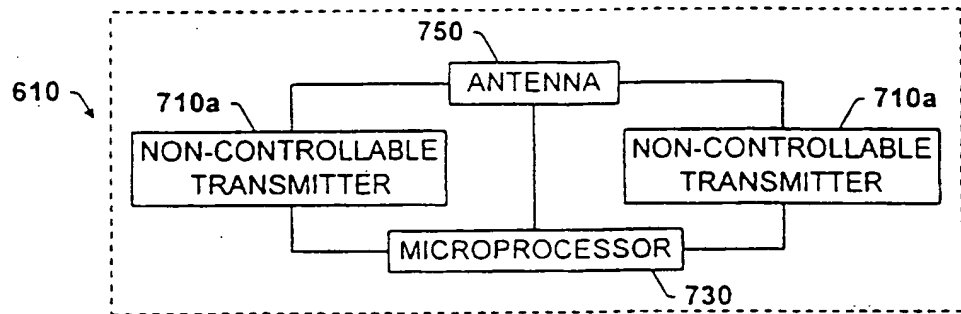 750
ANTENNA
610
710a
710a
NON-CONTROLLABLE
TRANSMITTER
NON-CONTROLLABLE
TRANSMITTER
MICROPROCESSOR
730